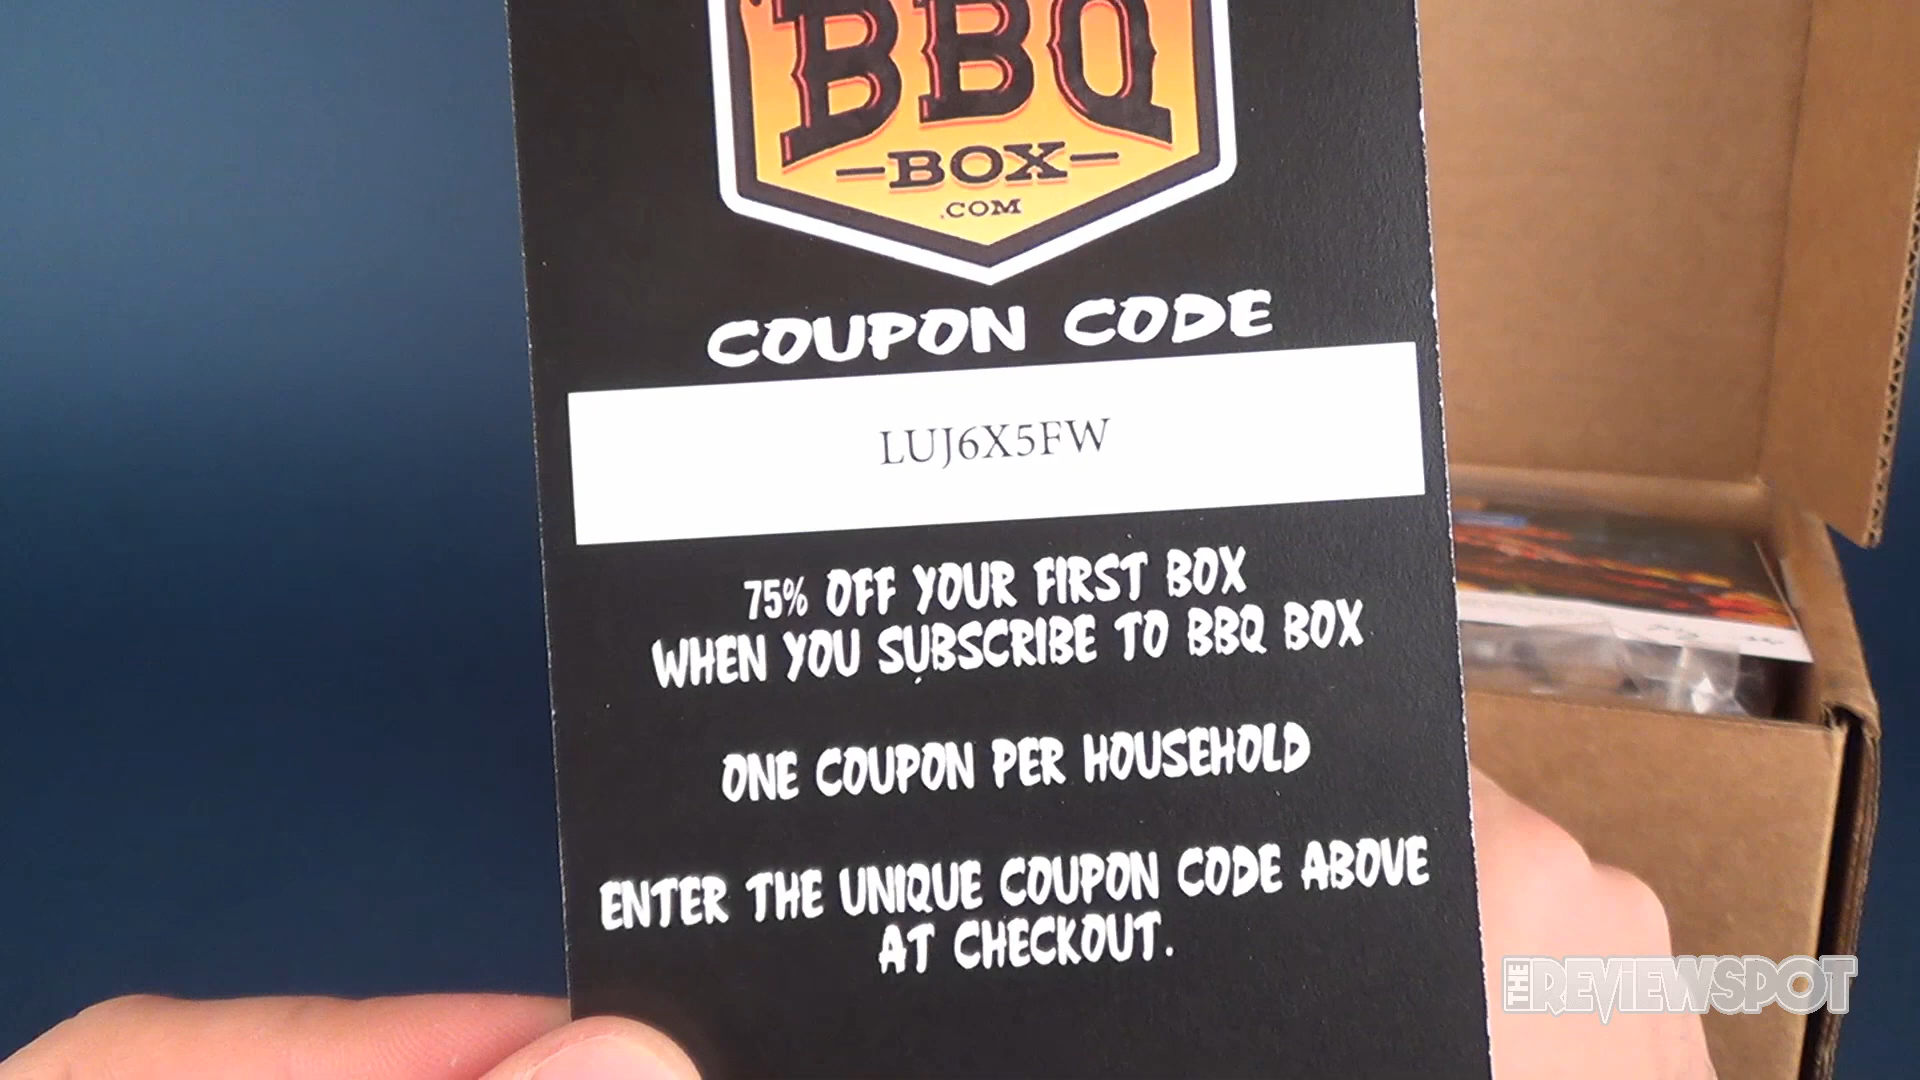 BBQ
BOX
.COM
COUPON CODE
LUJ6X5FW
75% OFF YOUR FIRST BOX
WHEN YOU SUBSCRIBE TO BBQ BOX
ONE COUPON PER HOUSEHOLD
ENTER THE UNIQUE COUPON CODE ABOVE
AT CHECKOUT.
THE REVIEWSPOT